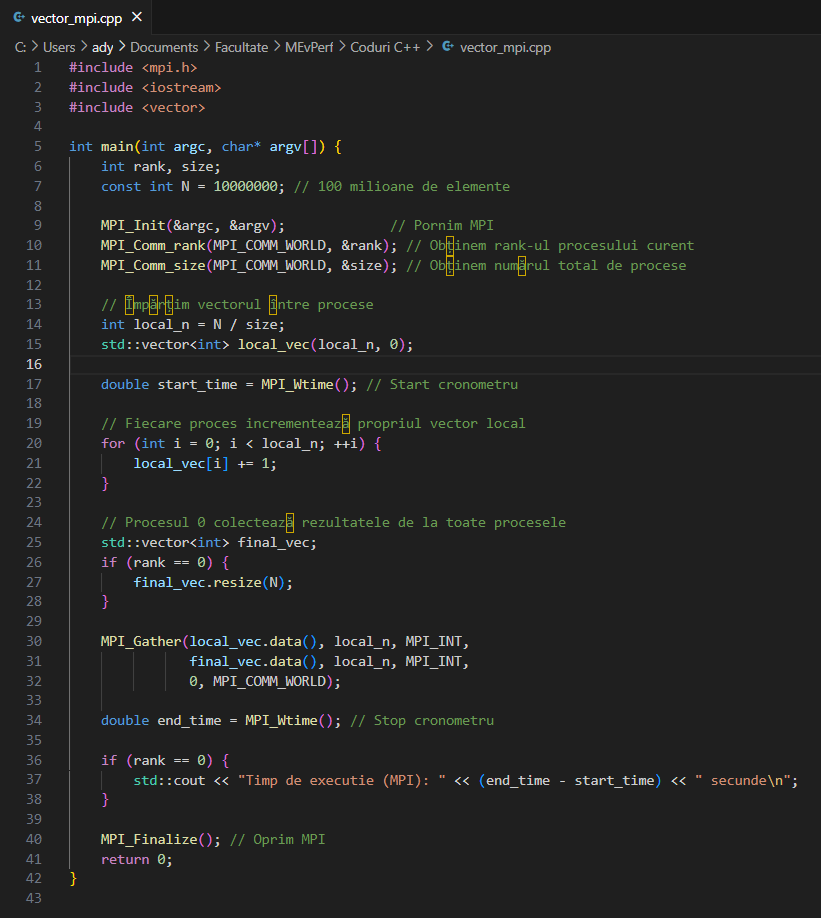 vector_mpi.cpp
C: > Users > ady > Documents > Facultate > MEvPerf > Coduri C++ > vector_mpi.cpp
1 #include <mpi.h>
2 #include <iostream>
3 #include <vector>
4
5 int main(int argc, char* argv[]) {
6     int rank, size;
7     const int N = 10000000; // 100 milioane de elemente
8
9     MPI_Init(&argc, &argv);             // Pornim MPI
10     MPI_Comm_rank(MPI_COMM_WORLD, &rank); // Obținem rank-ul procesului curent
11     MPI_Comm_size(MPI_COMM_WORLD, &size); // Obținem numărul total de procese
12
13     // Împărțim vectorul între procese
14     int local_n = N / size;
15     std::vector<int> local_vec(local_n, 0);
16
17     double start_time = MPI_Wtime(); // Start cronometru
18
19     // Fiecare proces incrementează propriul vector local
20     for (int i = 0; i < local_n; ++i) {
21         local_vec[i] += 1;
22     }
23
24     // Procesul 0 colectează rezultatele de la toate procesele
25     std::vector<int> final_vec;
26     if (rank == 0) {
27         final_vec.resize(N);
28     }
29
30     MPI_Gather(local_vec.data(), local_n, MPI_INT,
31                final_vec.data(), local_n, MPI_INT,
32                0, MPI_COMM_WORLD);
33
34     double end_time = MPI_Wtime(); // Stop cronometru
35
36     if (rank == 0) {
37         std::cout << "Timp de executie (MPI): " << (end_time - start_time) << " secunde\n";
38     }
39
40     MPI_Finalize(); // Oprim MPI
41     return 0;
42 }
43